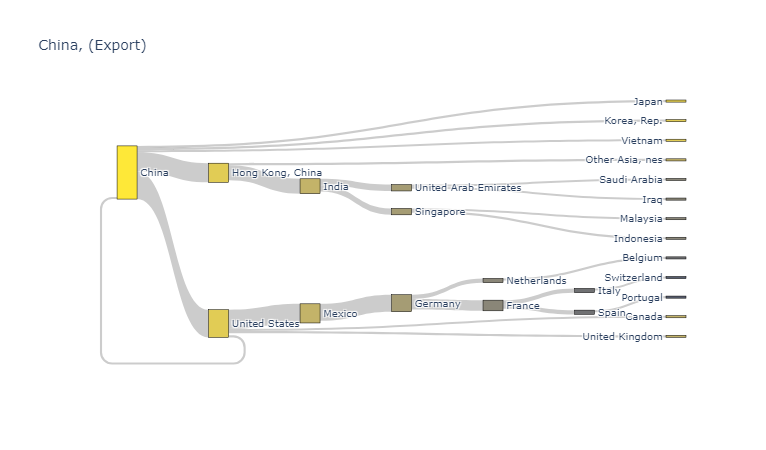 China, (Export)
Japan
Korea, Rep.
Vietnam
Other Asia, nes
China
Hong Kong, China
India
United Arab Emirates
Saudi Arabia
Iraq
Singapore
Malaysia
Indonesia
Belgium
Netherlands
Switzerland
Italy
Portugal
Germany
France
Spain
Canada
Mexico
United States
United Kingdom